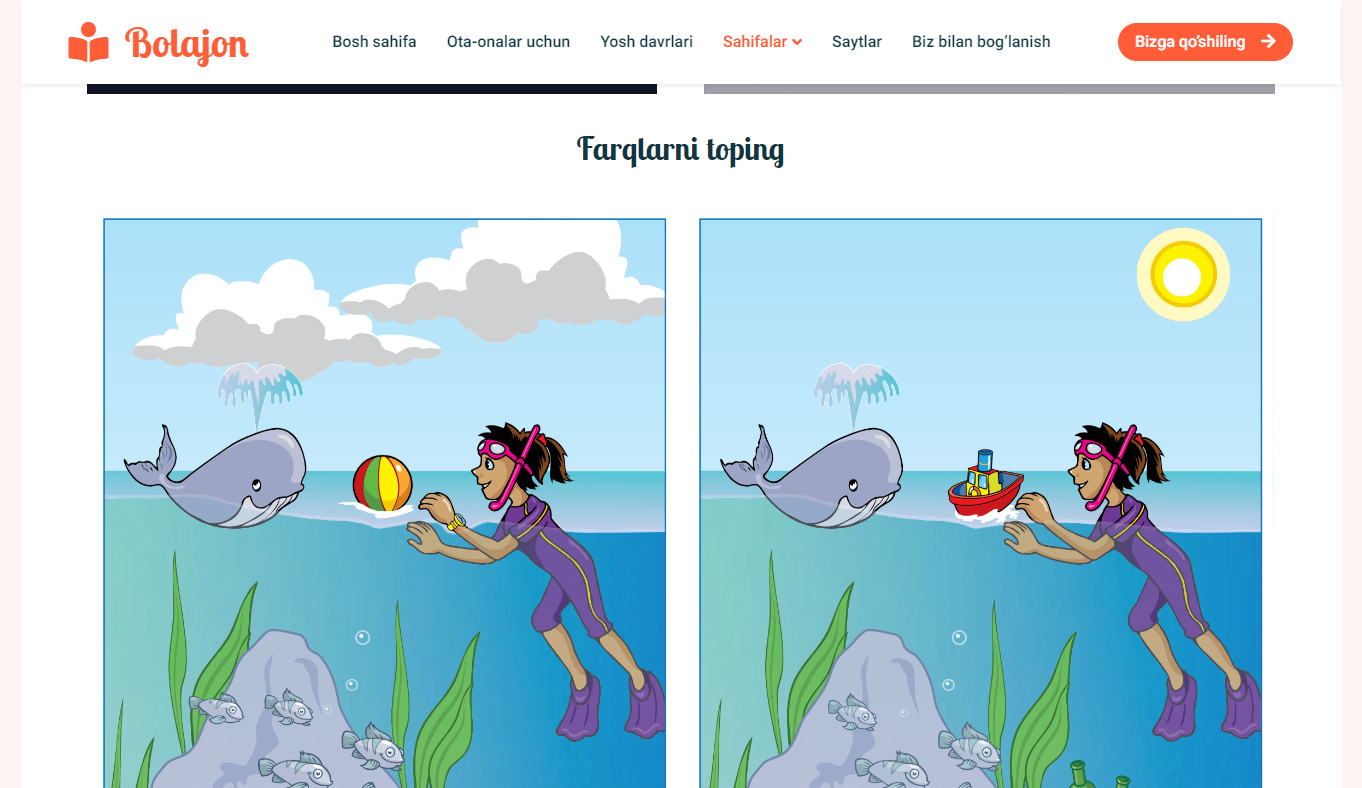 Bolajon
Bosh sahifa Ota-onalar uchun Yosh davrlari Sahifalar Saytlar Biz bilan bog‘lanish Bizga qo‘shiling
Farqlarni toping